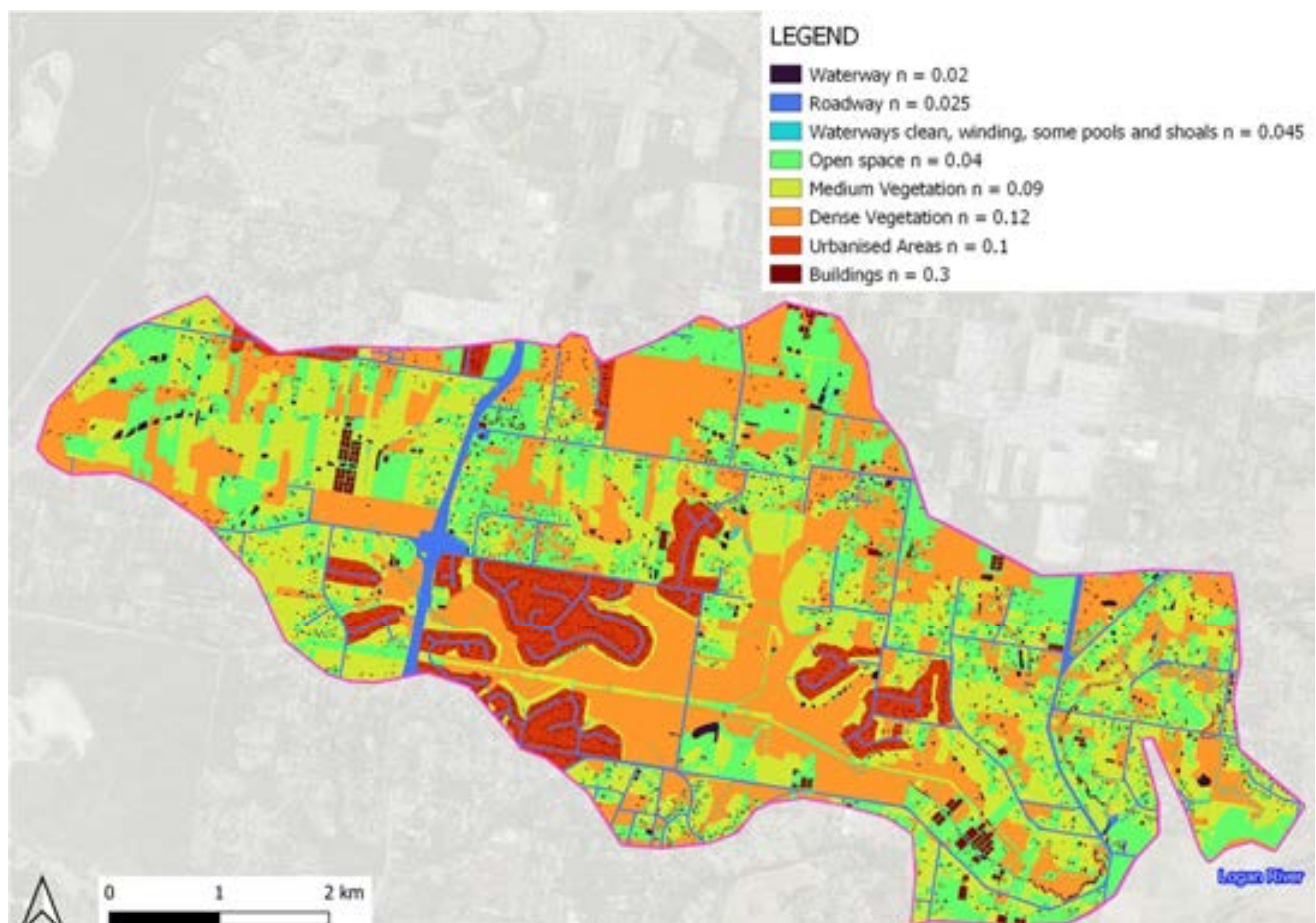 LEGEND
Waterway n = 0.02
Roadway n = 0.025
Waterways clean, winding, some pools and shoals n = 0.045
Open space n = 0.04
Medium Vegetation n = 0.09
Dense Vegetation n = 0.12
Urbanised Areas n = 0.1
Buildings n = 0.3
Logan River
0 1 2 km